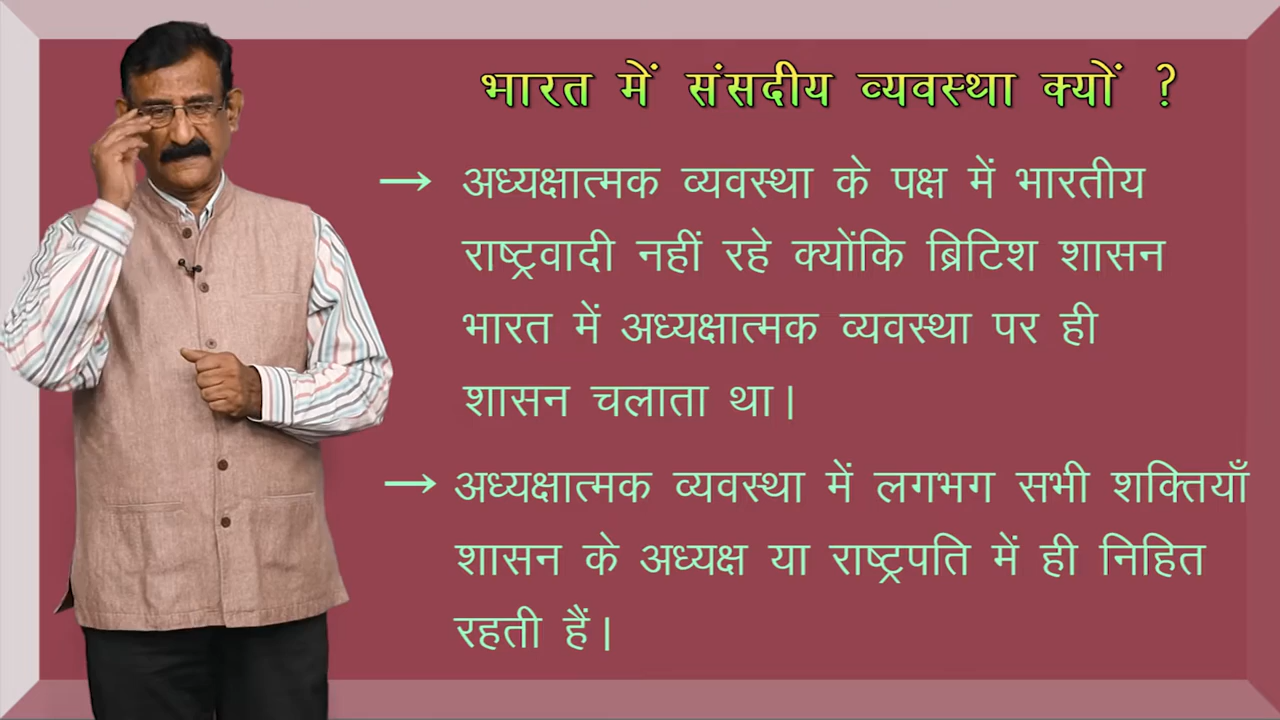 भारत में संसदीय व्यवस्था क्यों ?
→ अध्यक्षात्मक व्यवस्था के पक्ष में भारतीय
राष्ट्रवादी नहीं रहे क्योंकि ब्रिटिश शासन
भारत में अध्यक्षात्मक व्यवस्था पर ही
शासन चलाता था।
→ अध्यक्षात्मक व्यवस्था में लगभग सभी शक्तियाँ
शासन के अध्यक्ष या राष्ट्रपति में ही निहित
रहती हैं।